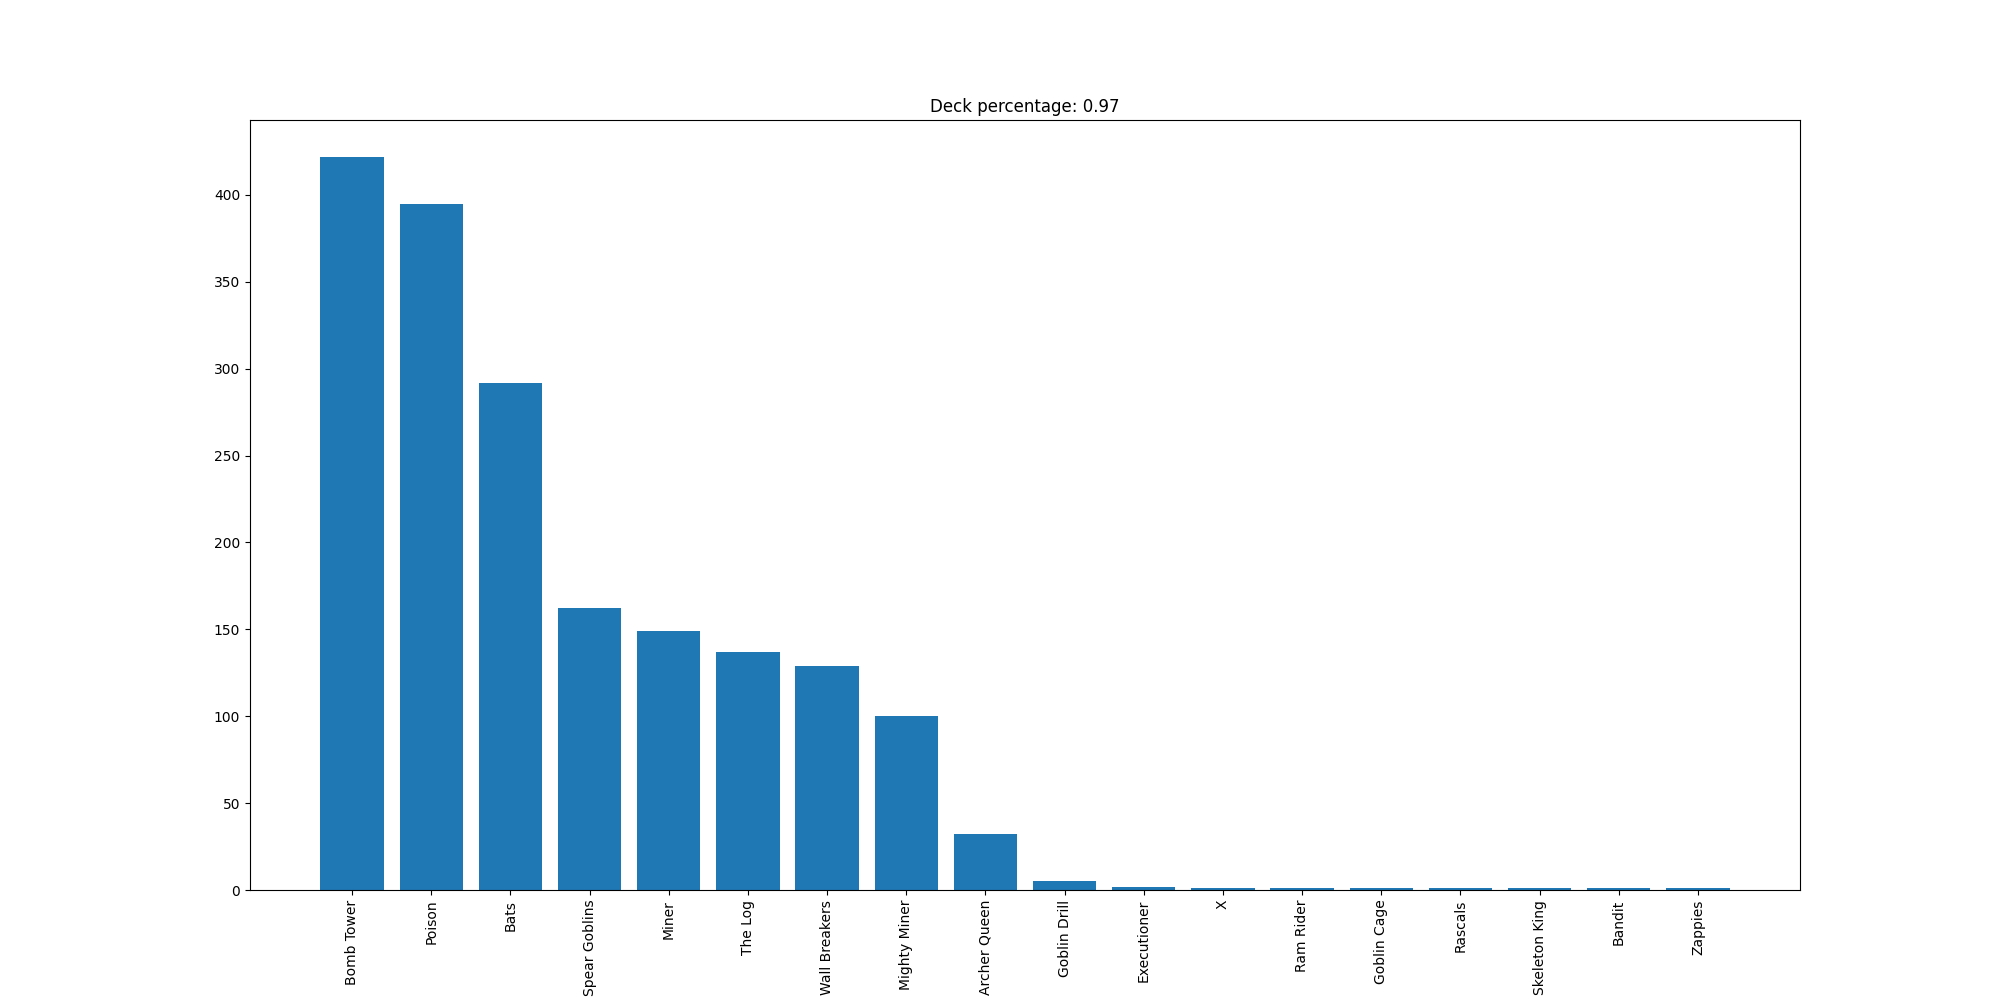 Deck percentage: 0.97
400
350
300
250
200
150
100
50
0
Bomb Tower
Poison
Bats
Spear Goblins
Miner
The Log
Wall Breakers
Mighty Miner
Archer Queen
Goblin Drill
Executioner
X
Ram Rider
Goblin Cage
Rascals
Skeleton King
Bandit
Zappies